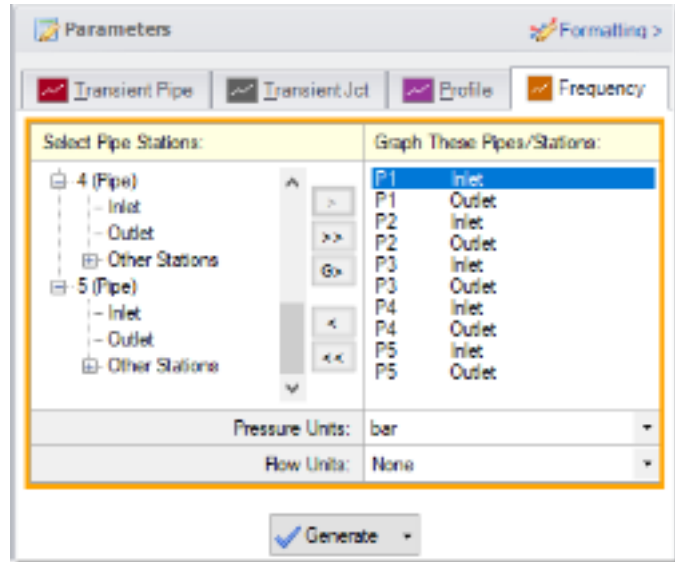 Parameters
Formatting >
Transient Pipe
Transient Jct
Profile
Frequency
Select Pipe Stations:
Graph These Pipes/Stations:
4 (Pipe)
Inlet
Outlet
Other Stations
5 (Pipe)
Inlet
Outlet
Other Stations
>
>>
G>
<
<<
P1 Inlet
P1 Outlet
P2 Inlet
P2 Outlet
P3 Inlet
P3 Outlet
P4 Inlet
P4 Outlet
P5 Inlet
P5 Outlet
Pressure Units: bar
Flow Units: None
Generate